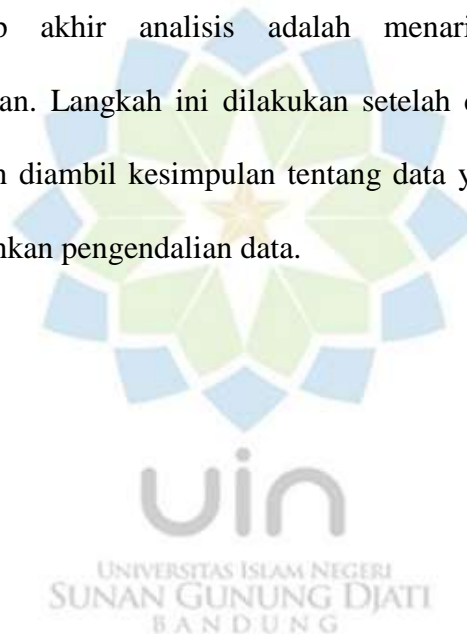 akhir analisis adalah menari
an. Langkah ini dilakukan setelah
diambil kesimpulan tentang data y
hkan pengendalian data.
uin
UNIVERSITAS ISLAM NEGERI
SUNAN GUNUNG DJATI
BANDUNG